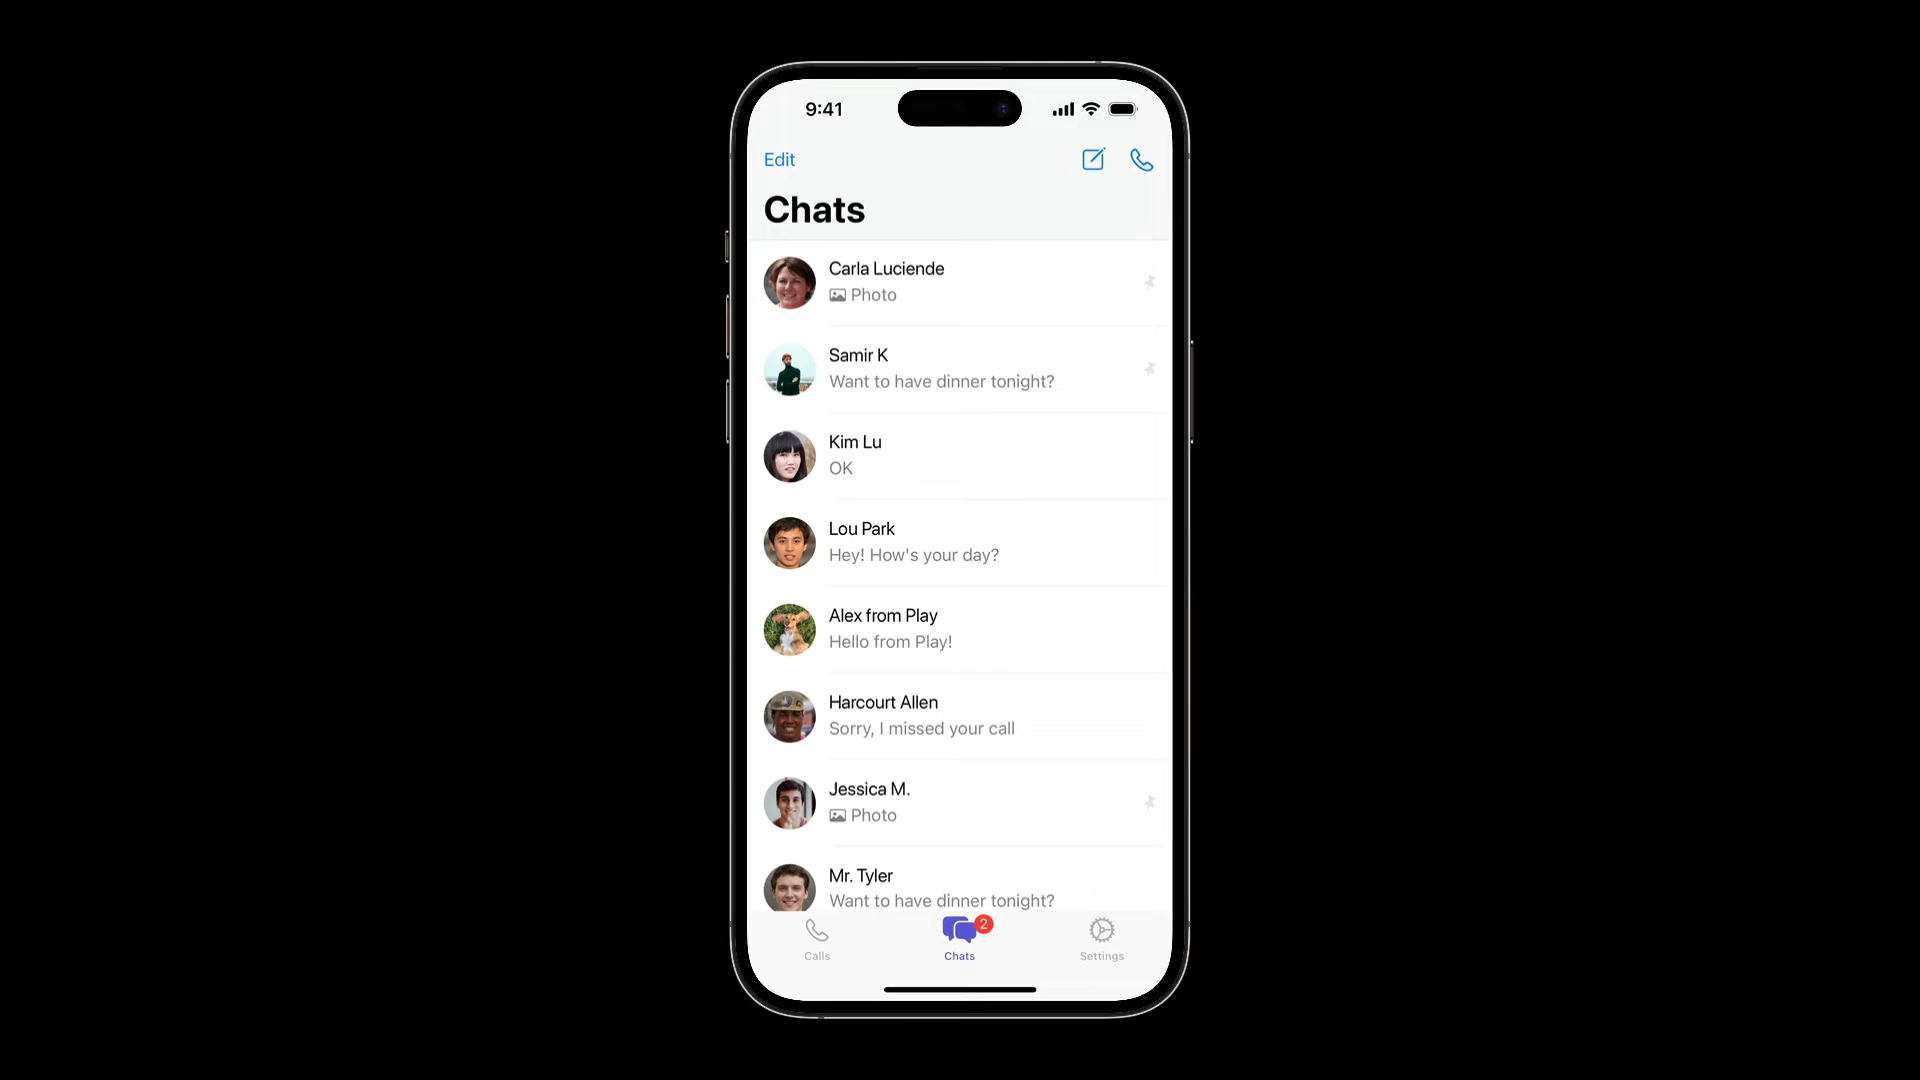 9:41
Edit
Chats
Carla Luciende
Photo
Samir K
Want to have dinner tonight?
Kim Lu
OK
Lou Park
Hey! How's your day?
Alex from Play
Hello from Play!
Harcourt Allen
Sorry, I missed your call
Jessica M.
Photo
Mr. Tyler
Want to have dinner tonight?
2
Calls
Chats
Settings